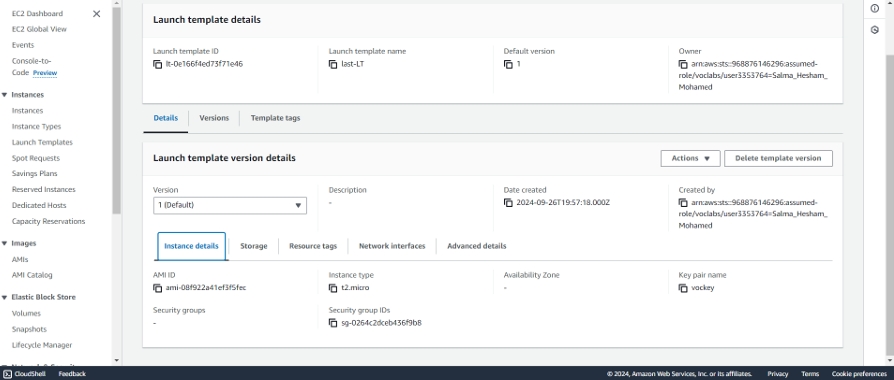 EC2 Dashboard
EC2 Global View
Events
Console-to-
Code Preview
Instances
Instances
Instance Types
Launch Templates
Spot Requests
Savings Plans
Reserved Instances
Dedicated Hosts
Capacity Reservations
Images
AMIs
AMI Catalog
Elastic Block Store
Volumes
Snapshots
Lifecycle Manager
Launch template details
Launch template ID
lt-0e166f4ed73f71e46
Launch template name
last-LT
Default version
1
Owner
arn:aws:sts::968876146296:assumed-
role/voclabs/user3353764=Salma_Hesham_
Mohamed
Details Versions Template tags
Launch template version details
Actions Delete template version
Version
1 (Default)
Description
-
Date created
2024-09-26T19:57:18.000Z
Created by
arn:aws:sts::968876146296:assumed-
role/voclabs/user3353764=Salma_Hesham_
Mohamed
Instance details Storage Resource tags Network interfaces Advanced details
AMI ID
ami-08f922a41ef3f5fec
Instance type
t2.micro
Availability Zone
-
Key pair name
vockey
Security groups
-
Security group IDs
sg-0264c2dceb436f9b8
CloudShell Feedback © 2024, Amazon Web Services, Inc. or its affiliates. Privacy Terms Cookie preferences